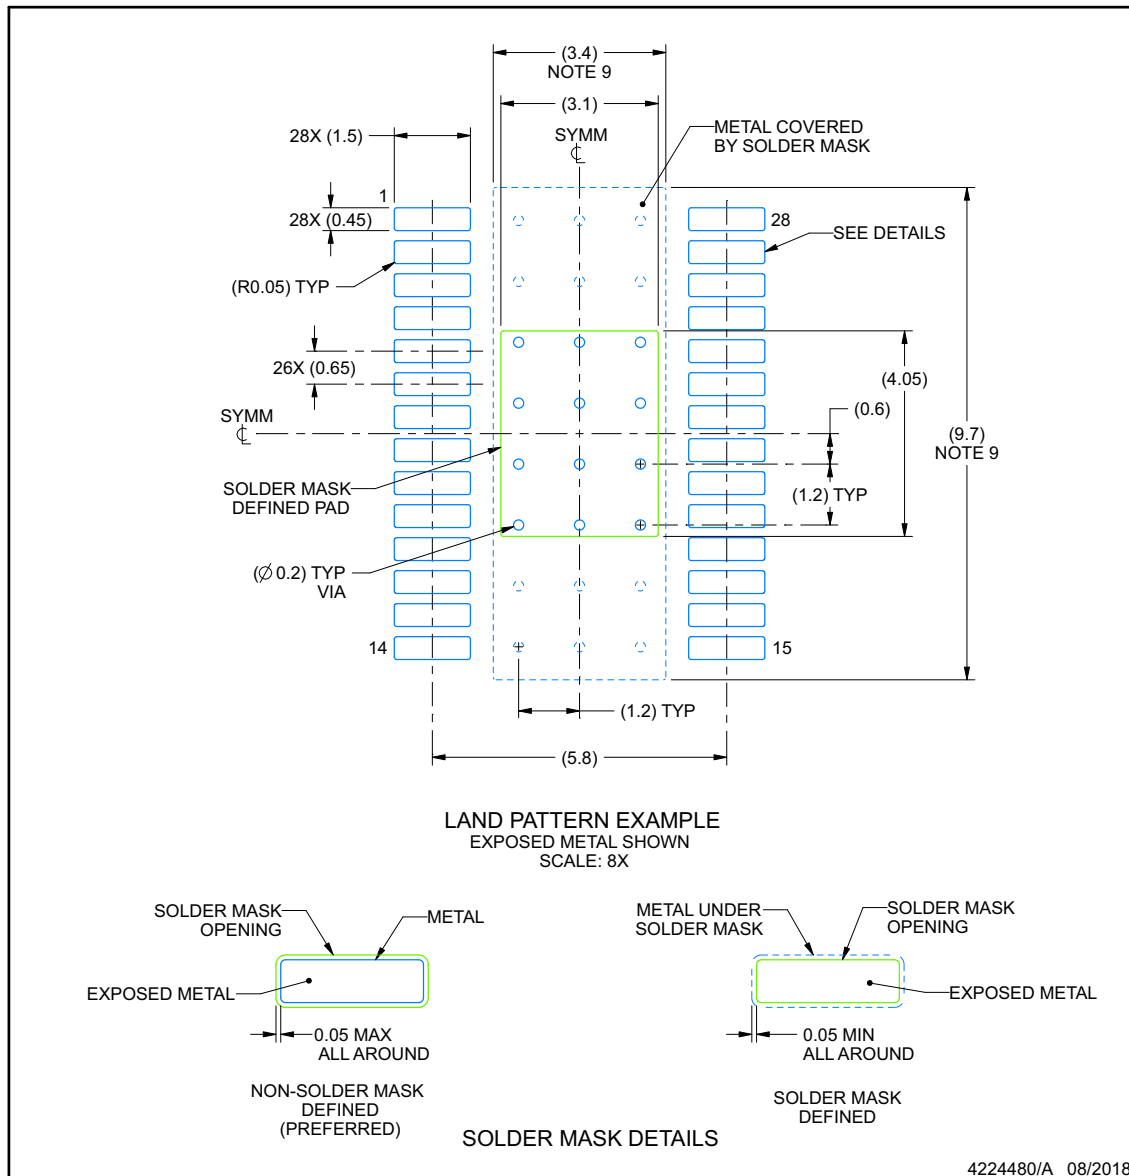 (3.4)
NOTE 9
(3.1)
SYMM
℄
METAL COVERED
BY SOLDER MASK
28X (1.5)
1
28X (0.45)
28
SEE DETAILS
(R0.05) TYP
26X (0.65)
(4.05)
(0.6)
SYMM
℄
(9.7)
NOTE 9
SOLDER MASK
DEFINED PAD
(1.2) TYP
(Ø 0.2) TYP
VIA
14
15
(1.2) TYP
(5.8)
LAND PATTERN EXAMPLE
EXPOSED METAL SHOWN
SCALE: 8X
SOLDER MASK
OPENING
METAL
EXPOSED METAL
0.05 MAX
ALL AROUND
NON-SOLDER MASK
DEFINED
(PREFERRED)
METAL UNDER
SOLDER MASK
SOLDER MASK
OPENING
EXPOSED METAL
0.05 MIN
ALL AROUND
SOLDER MASK
DEFINED
SOLDER MASK DETAILS
4224480/A 08/2018